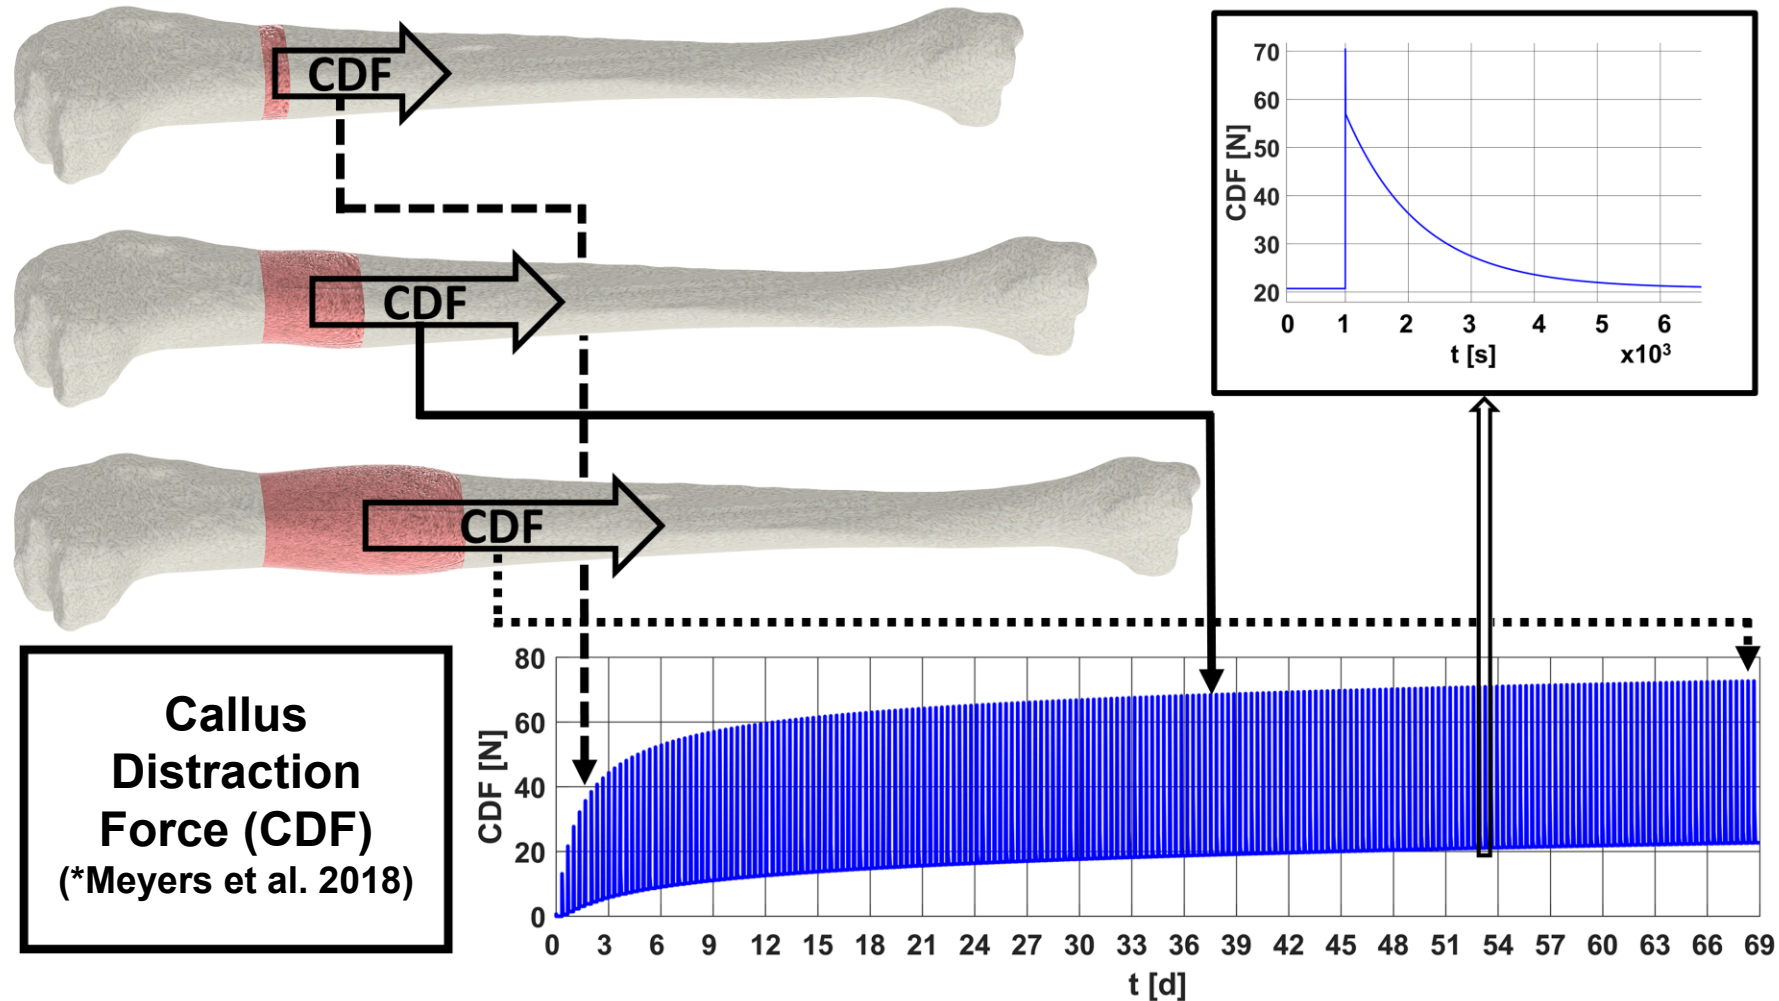 CDF
CDF
CDF
Callus
Distraction
Force (CDF)
(*Meyers et al. 2018)
CDF [N]
70
60
50
40
30
20
0 1 2 3 4 5 6
t [s] x10³
CDF [N]
80
60
40
20
0
0 3 6 9 12 15 18 21 24 27 30 33 36 39 42 45 48 51 54 57 60 63 66 69
t [d]